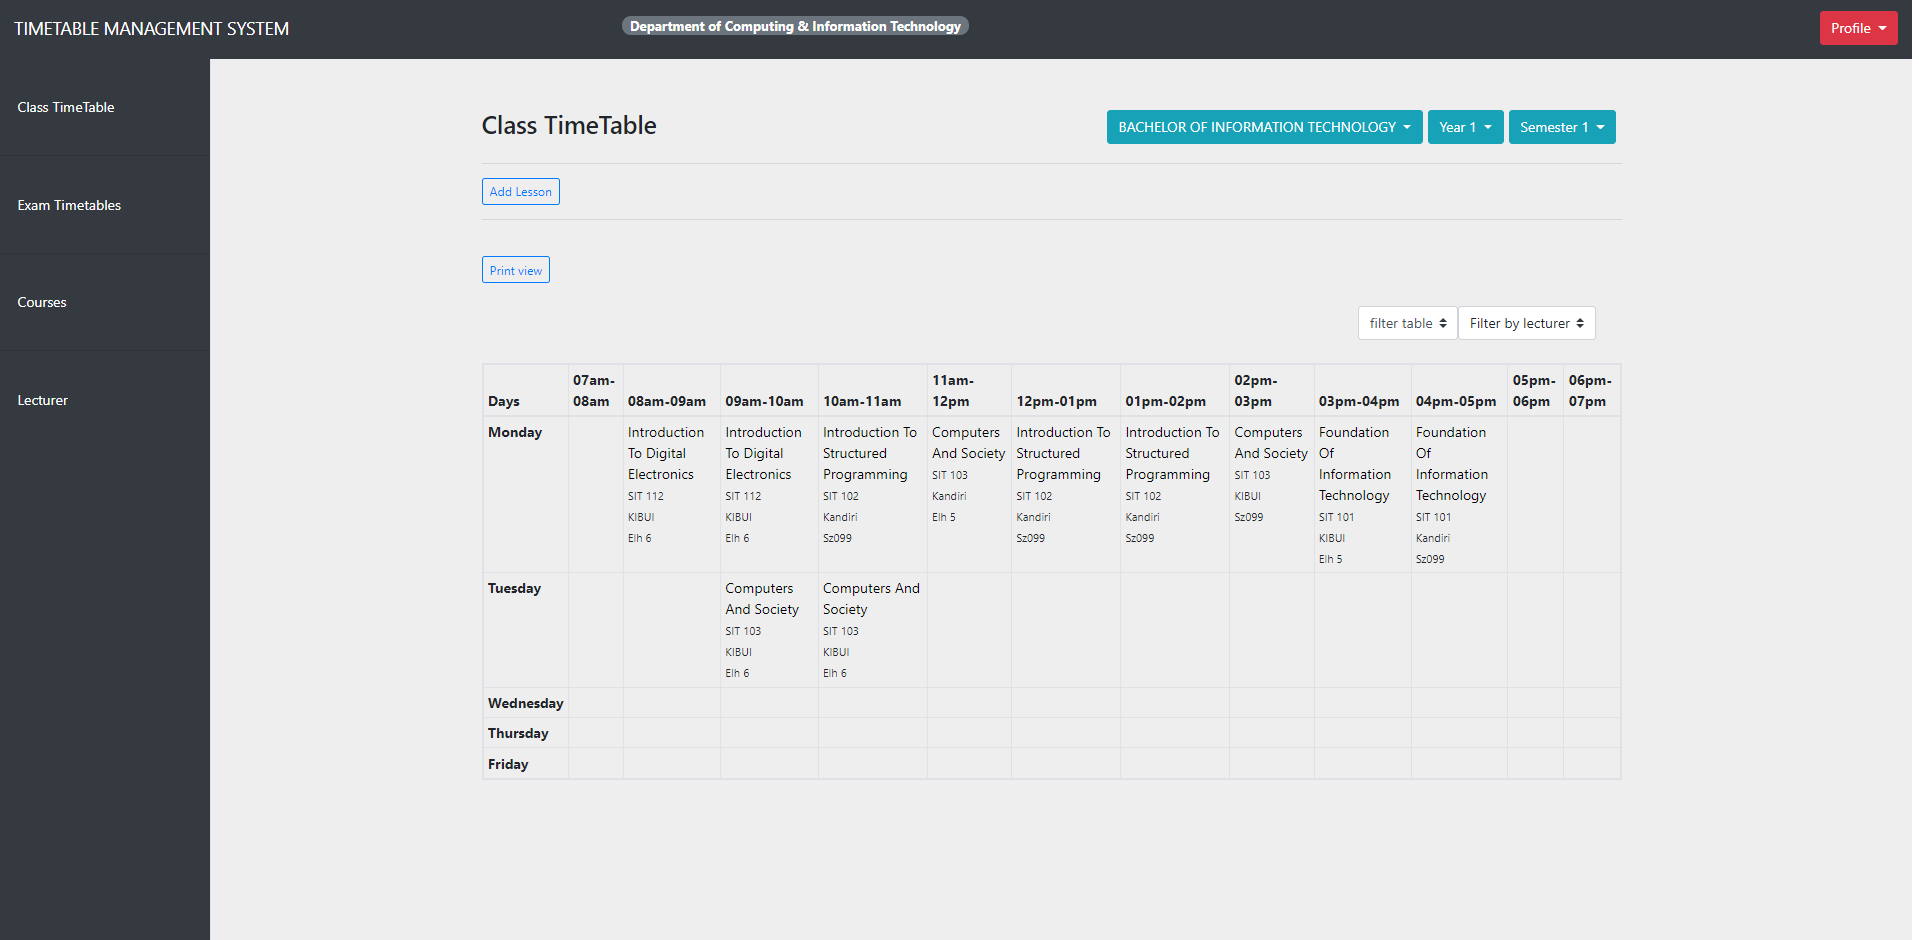 TIMETABLE MANAGEMENT SYSTEM
Department of Computing & Information Technology
Profile
Class TimeTable
Exam Timetables
Courses
Lecturer
Class TimeTable
BACHELOR OF INFORMATION TECHNOLOGY
Year 1
Semester 1
Add Lesson
Print view
filter table
Filter by lecturer
Days
07am-
08am
08am-09am
09am-10am
10am-11am
11am-
12pm
12pm-01pm
01pm-02pm
02pm-
03pm
03pm-04pm
04pm-05pm
05pm-
06pm
06pm-
07pm
Monday
Introduction
To Digital
Electronics
SIT 112
KIBUI
Elh 6
Introduction
To Digital
Electronics
SIT 112
KIBUI
Elh 6
Introduction To
Structured
Programming
SIT 102
Kandiri
Sz099
Computers
And Society
SIT 103
Kandiri
Elh 5
Introduction To
Structured
Programming
SIT 102
Kandiri
Sz099
Introduction To
Structured
Programming
SIT 102
Kandiri
Sz099
Computers
And Society
SIT 103
KIBUI
Sz099
Foundation
Of
Information
Technology
SIT 101
KIBUI
Elh 5
Foundation
Of
Information
Technology
SIT 101
Kandiri
Sz099
Tuesday
Computers
And Society
SIT 103
KIBUI
Elh 6
Computers And
Society
SIT 103
KIBUI
Elh 6
Wednesday
Thursday
Friday